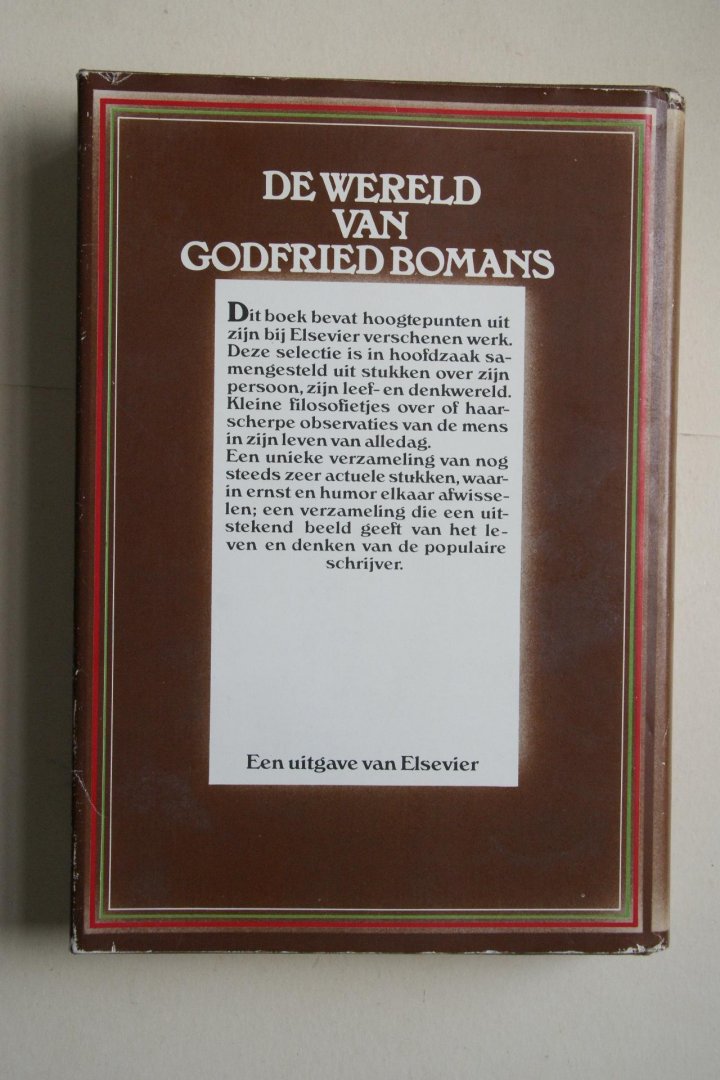 DE WERELD
VAN
GODFRIED BOMANS
Dit boek bevat hoogtepunten uit
zijn bij Elsevier verschenen werk.
Deze selectie is in hoofdzaak sa-
mengesteld uit stukken over zijn
persoon, zijn leef- en denkwereld.
Kleine filosofietjes over of haar-
scherpe observaties van de mens
in zijn leven van alledag.
Een unieke verzameling van nog
steeds zeer actuele stukken, waar-
in ernst en humor elkaar afwisse-
len; een verzameling die een uit-
stekend beeld geeft van het le-
ven en denken van de populaire
schrijver.
Een uitgave van Elsevier